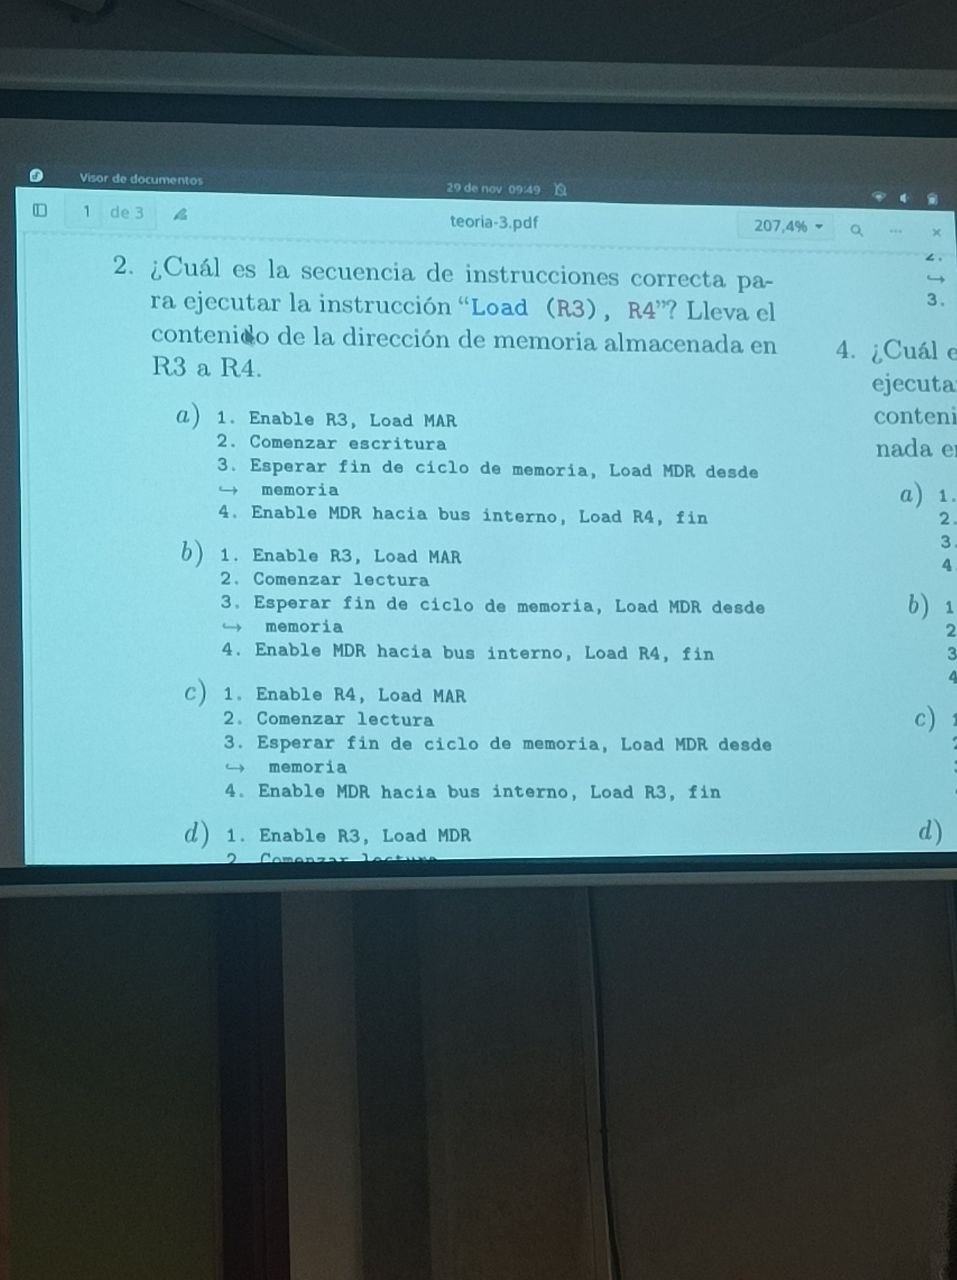 Visor de documentos
29 de nov 09:49
1 de 3
teoria-3.pdf
207,4%
2. ¿Cuál es la secuencia de instrucciones correcta pa-
ra ejecutar la instrucción “Load (R3), R4”? Lleva el
contenido de la dirección de memoria almacenada en
R3 a R4.
a) 1. Enable R3, Load MAR
2. Comenzar escritura
3. Esperar fin de ciclo de memoria, Load MDR desde
↪ memoria
4. Enable MDR hacia bus interno, Load R4, fin
b) 1. Enable R3, Load MAR
2. Comenzar lectura
3. Esperar fin de ciclo de memoria, Load MDR desde
↪ memoria
4. Enable MDR hacia bus interno, Load R4, fin
c) 1. Enable R4, Load MAR
2. Comenzar lectura
3. Esperar fin de ciclo de memoria, Load MDR desde
↪ memoria
4. Enable MDR hacia bus interno, Load R3, fin
d) 1. Enable R3, Load MDR
2. Comenzar lectura
2.
↪
3.
4. ¿Cuál e
ejecuta
conteni
nada e
a) 1.
2.
3.
4
b) 1
2
3
4
c)
d)